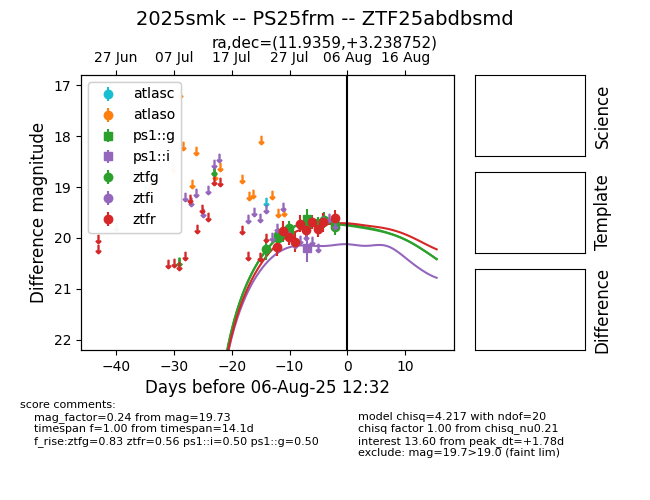 2025smk -- PS25frm -- ZTF25abdbsmd
ra,dec=(11.9359,+3.238752)
27 Jun 07 Jul 17 Jul 27 Jul 06 Aug 16 Aug
17
18
19
20
21
22
Difference magnitude
atlasc
atlaso
ps1::g
ps1::i
ztfg
ztfi
ztfr
−40 −30 −20 −10 0 10
Days before 06-Aug-25 12:32
Science
Template
Difference
score comments:
mag_factor=0.24 from mag=19.73
timespan f=1.00 from timespan=14.1d
f_rise:ztfg=0.83 ztfr=0.56 ps1::i=0.50 ps1::g=0.50
model chisq=4.217 with ndof=20
chisq factor 1.00 from chisq_nu0.21
interest 13.60 from peak_dt=+1.78d
exclude: mag=19.7>19.0 (faint lim)